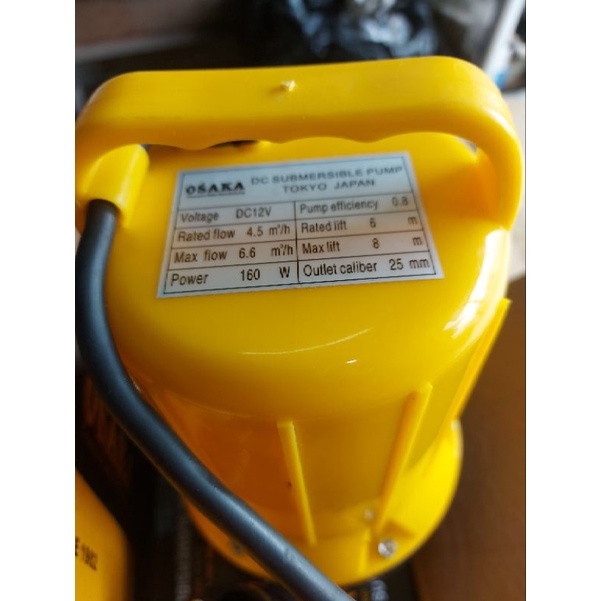 OSAKA DC SUBMERSIBLE PUMP
TOKYO JAPAN
Voltage DC12V Pump efficiency 0.8
Rated flow 4.5 m³/h Rated lift 6 m
Max flow 6.6 m³/h Max lift 8 m
Power 160 W Outlet caliber 25 mm